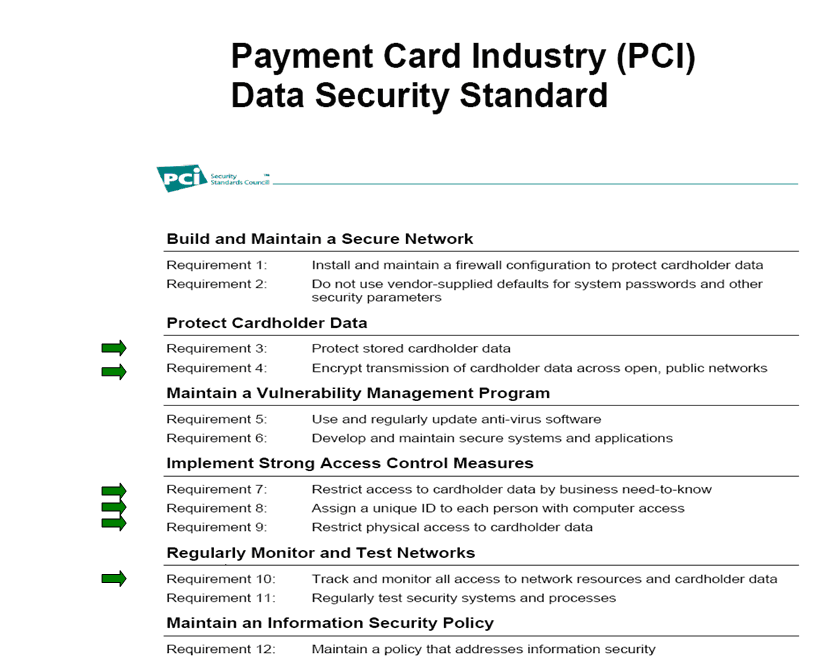 Payment Card Industry (PCI)
Data Security Standard
PCi Security
Standards Council ™
Build and Maintain a Secure Network
Requirement 1: Install and maintain a firewall configuration to protect cardholder data
Requirement 2: Do not use vendor-supplied defaults for system passwords and other
security parameters
Protect Cardholder Data
Requirement 3: Protect stored cardholder data
Requirement 4: Encrypt transmission of cardholder data across open, public networks
Maintain a Vulnerability Management Program
Requirement 5: Use and regularly update anti-virus software
Requirement 6: Develop and maintain secure systems and applications
Implement Strong Access Control Measures
Requirement 7: Restrict access to cardholder data by business need-to-know
Requirement 8: Assign a unique ID to each person with computer access
Requirement 9: Restrict physical access to cardholder data
Regularly Monitor and Test Networks
Requirement 10: Track and monitor all access to network resources and cardholder data
Requirement 11: Regularly test security systems and processes
Maintain an Information Security Policy
Requirement 12: Maintain a policy that addresses information security